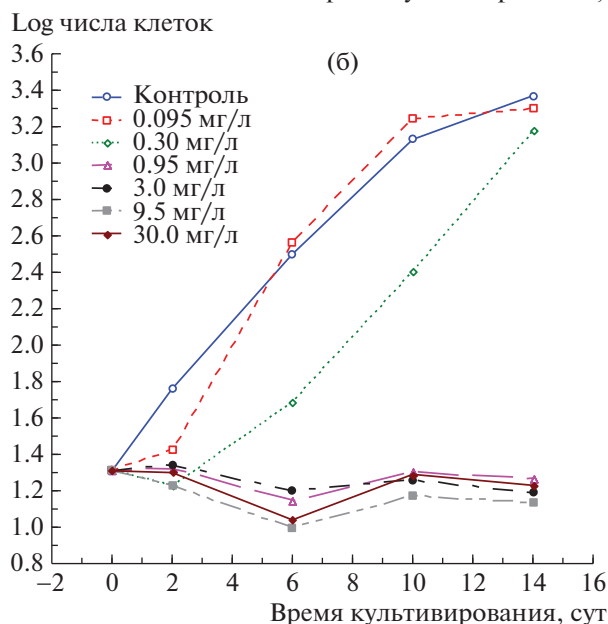 Log числа клеток
(б)
Контроль
0.095 мг/л
0.30 мг/л
0.95 мг/л
3.0 мг/л
9.5 мг/л
30.0 мг/л
3.6
3.4
3.2
3.0
2.8
2.6
2.4
2.2
2.0
1.8
1.6
1.4
1.2
1.0
0.8
−2 0 2 4 6 8 10 12 14 16
Время культивирования, сут